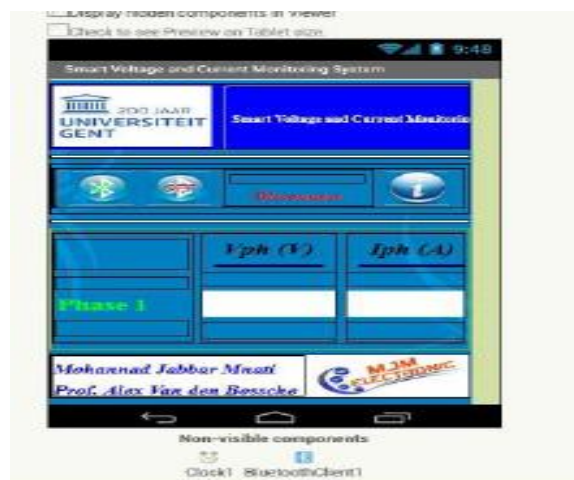 Display hidden components in Viewer
Check to see Preview on Tablet size.
9:48
Smart Voltage and Current Monitoring System
200 JAAR
UNIVERSITEIT
GENT
Smart Voltage and Current Monitorin
Vph (V)
Iph (A)
Phase 1
Mohannad Jabbar Mnati
Prof. Alex Van den Bossche
MJM
ELECTRONIC
Non-visible components
Clock1
BluetoothClient1